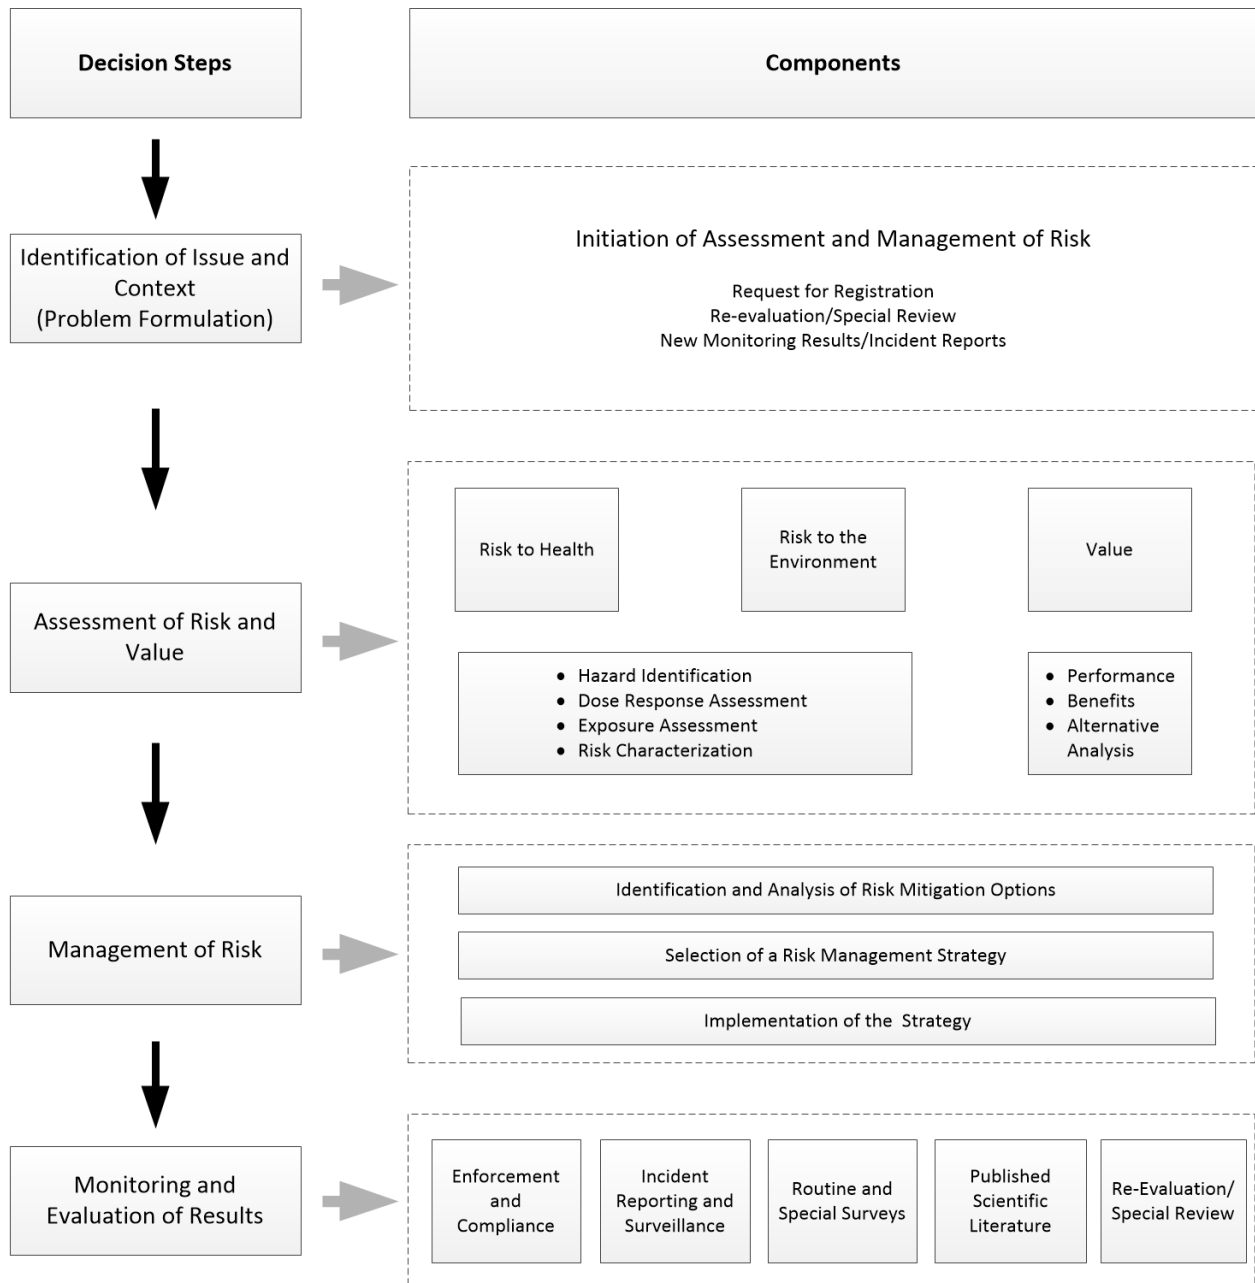 Decision Steps
Components
Identification of Issue and
Context
(Problem Formulation)
Initiation of Assessment and Management of Risk
Request for Registration
Re-evaluation/Special Review
New Monitoring Results/Incident Reports
Assessment of Risk and
Value
Risk to Health
Risk to the
Environment
Value
• Hazard Identification
• Dose Response Assessment
• Exposure Assessment
• Risk Characterization
• Performance
• Benefits
• Alternative
Analysis
Management of Risk
Identification and Analysis of Risk Mitigation Options
Selection of a Risk Management Strategy
Implementation of the Strategy
Monitoring and
Evaluation of Results
Enforcement
and
Compliance
Incident
Reporting and
Surveillance
Routine and
Special Surveys
Published
Scientific
Literature
Re-Evaluation/
Special Review